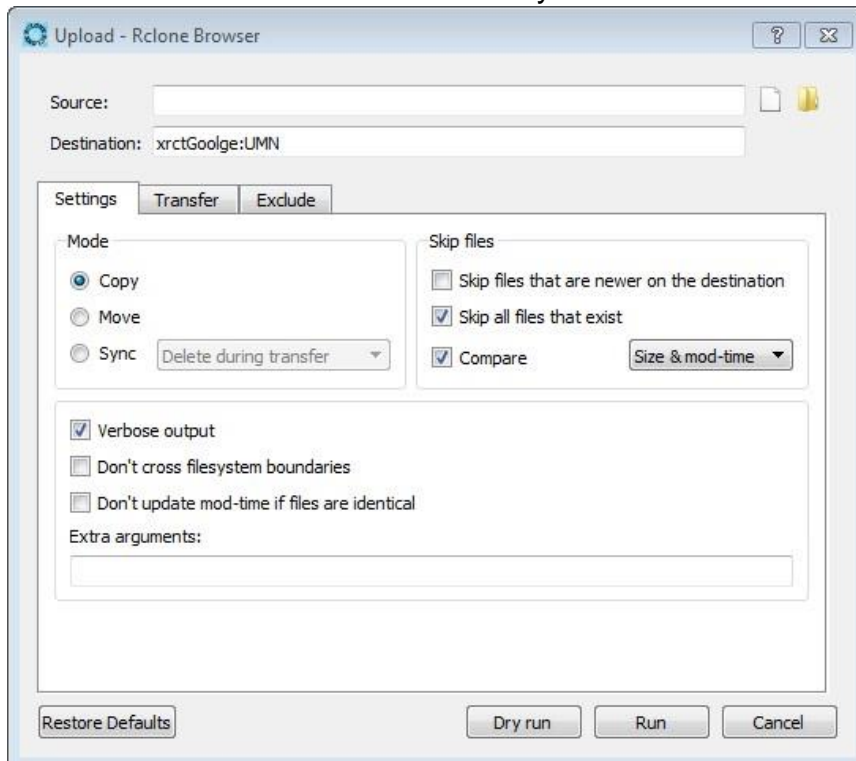 Upload - Rclone Browser
Source:
Destination: xrctGoolge:UMN
Settings Transfer Exclude
Mode
Copy
Move
Sync Delete during transfer
Skip files
Skip files that are newer on the destination
Skip all files that exist
Compare Size & mod-time
Verbose output
Don't cross filesystem boundaries
Don't update mod-time if files are identical
Extra arguments:
Restore Defaults Dry run Run Cancel